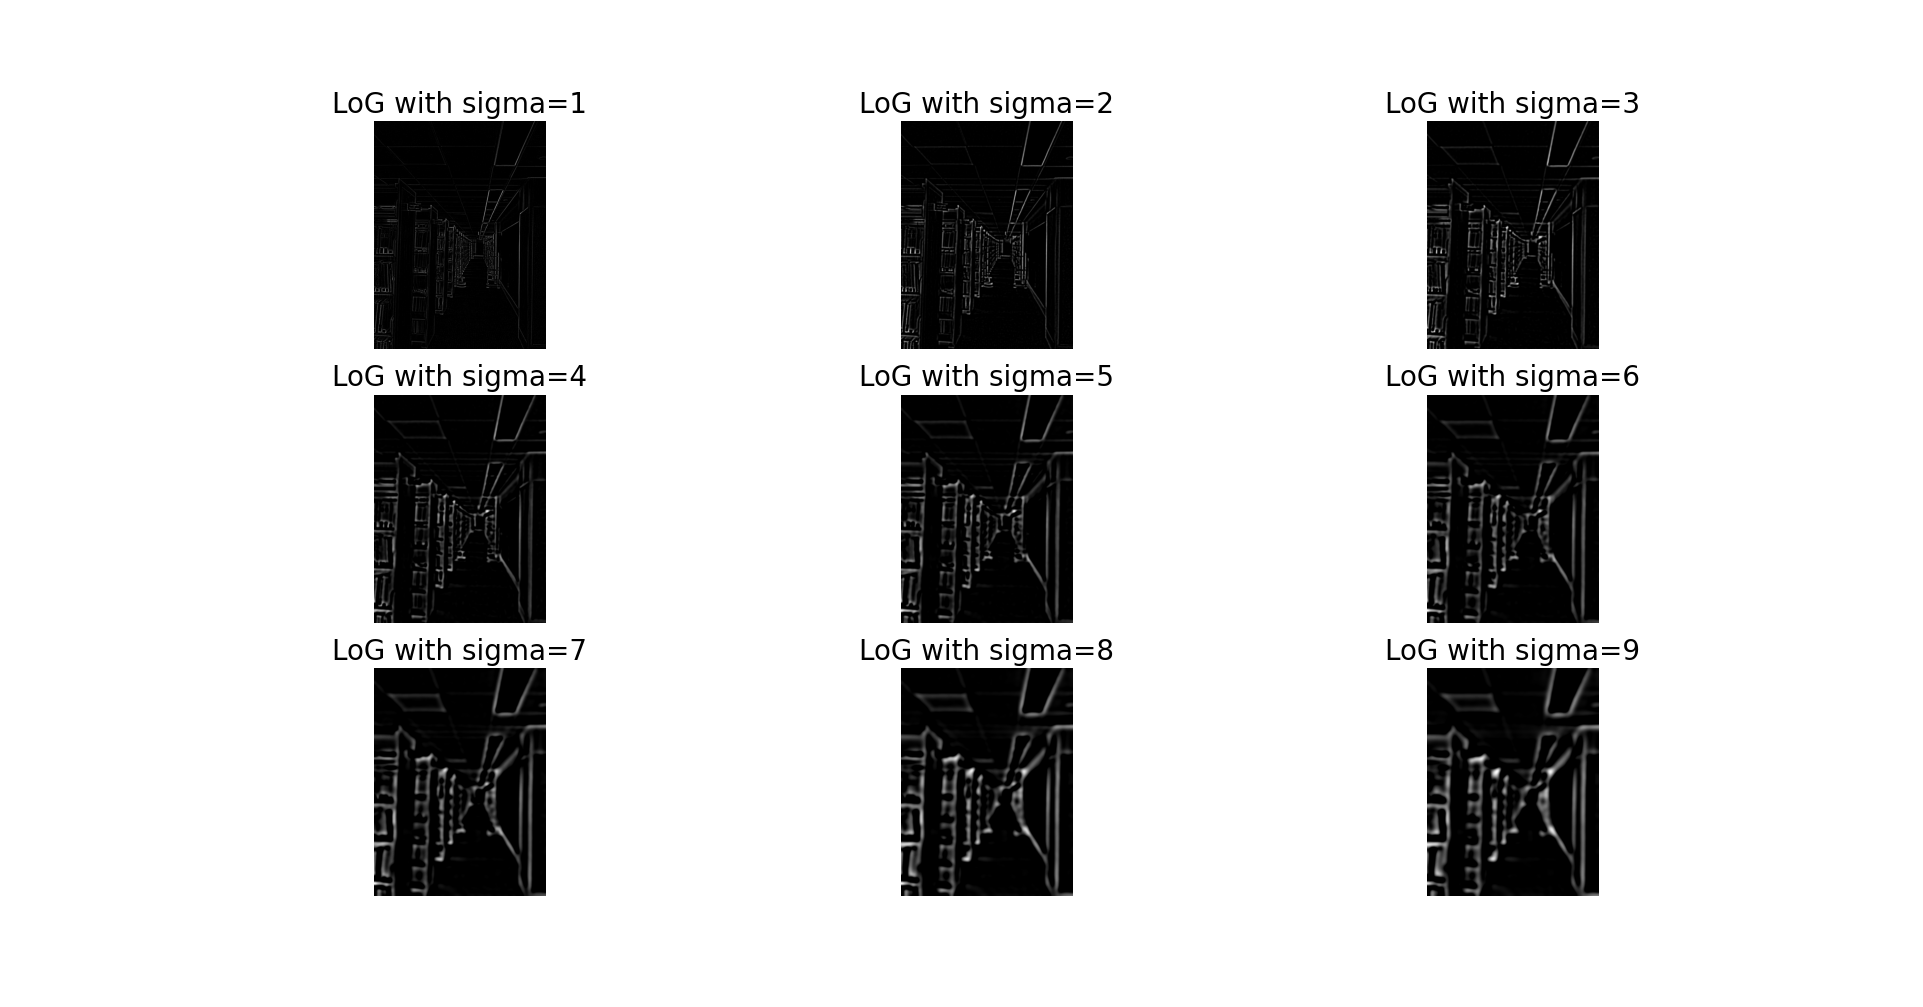 LoG with sigma=1
LoG with sigma=2
LoG with sigma=3
LoG with sigma=4
LoG with sigma=5
LoG with sigma=6
LoG with sigma=7
LoG with sigma=8
LoG with sigma=9